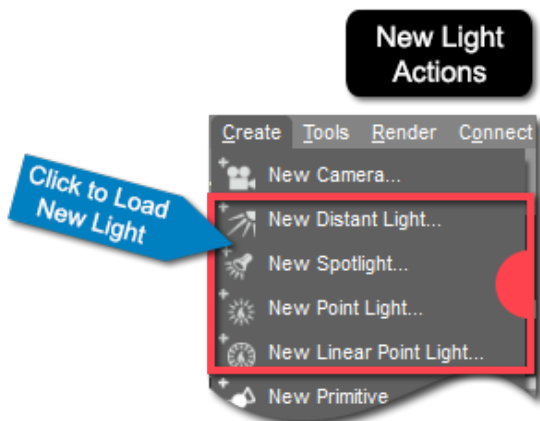 New Light
Actions
Create Tools Render Connect
New Camera...
Click to Load
New Light
New Distant Light...
New Spotlight...
New Point Light...
New Linear Point Light...
New Primitive